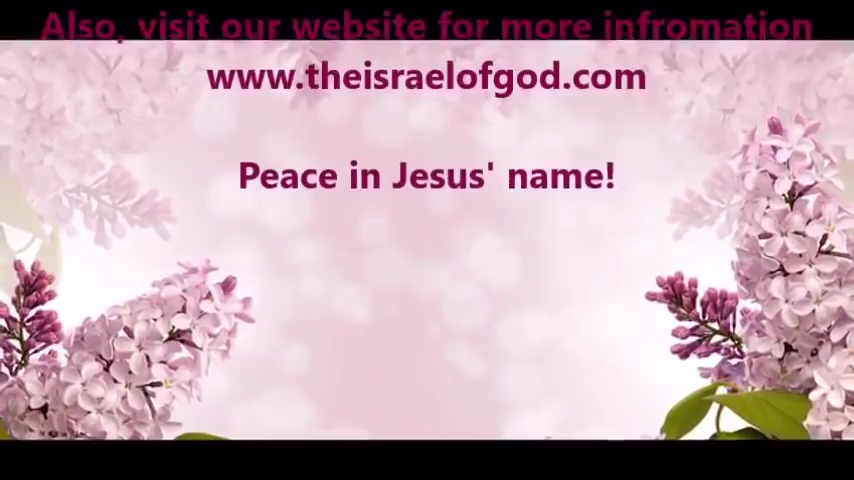 Also, visit our website for more infromation
www.theisraelofgod.com
Peace in Jesus' name!